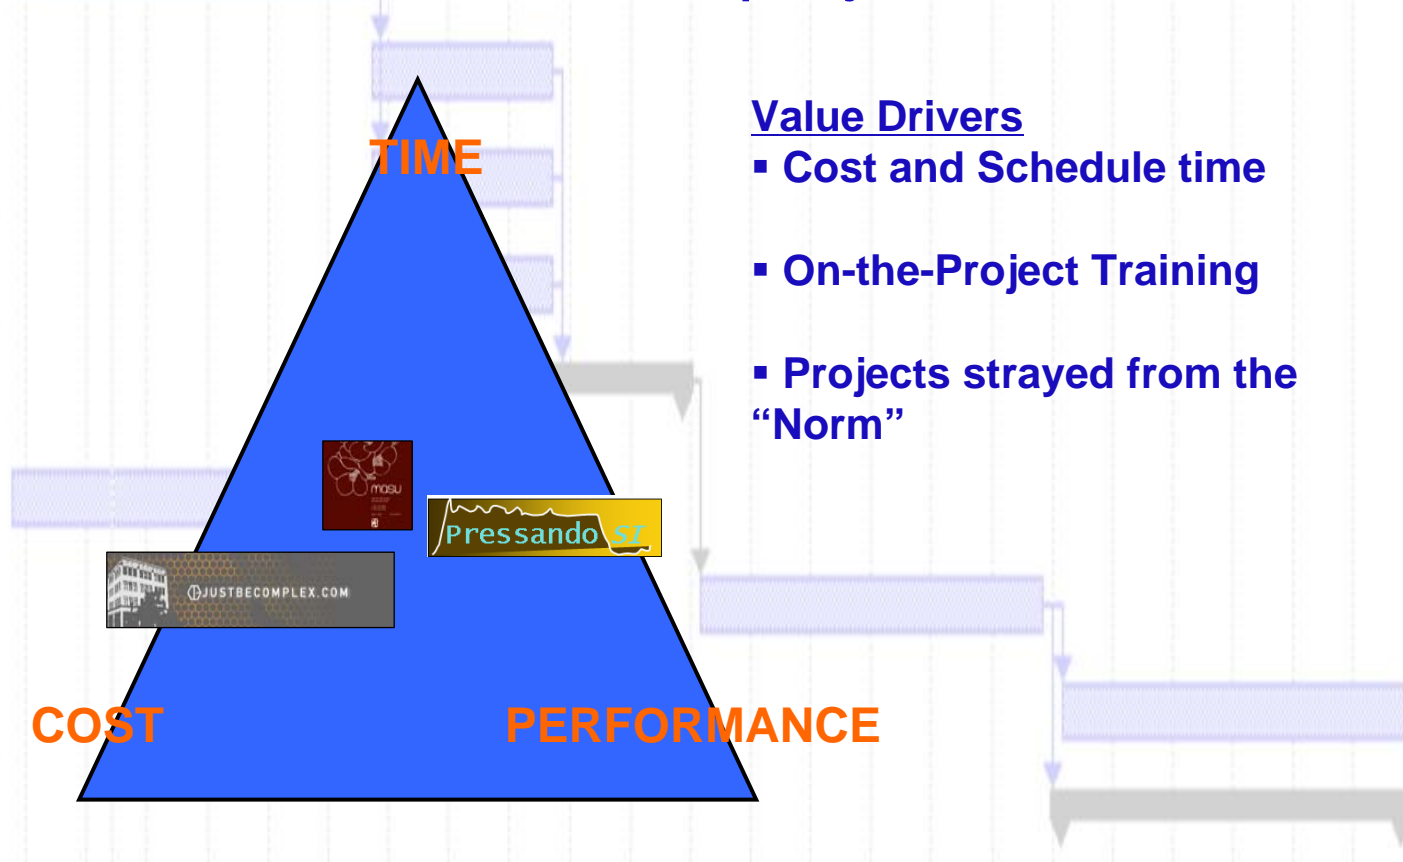 Value Drivers
▪ Cost and Schedule time
▪ On-the-Project Training
▪ Projects strayed from the
“Norm”
TIME
masu
Pressando SI
JUSTBECOMPLEX.COM
COST
PERFORMANCE